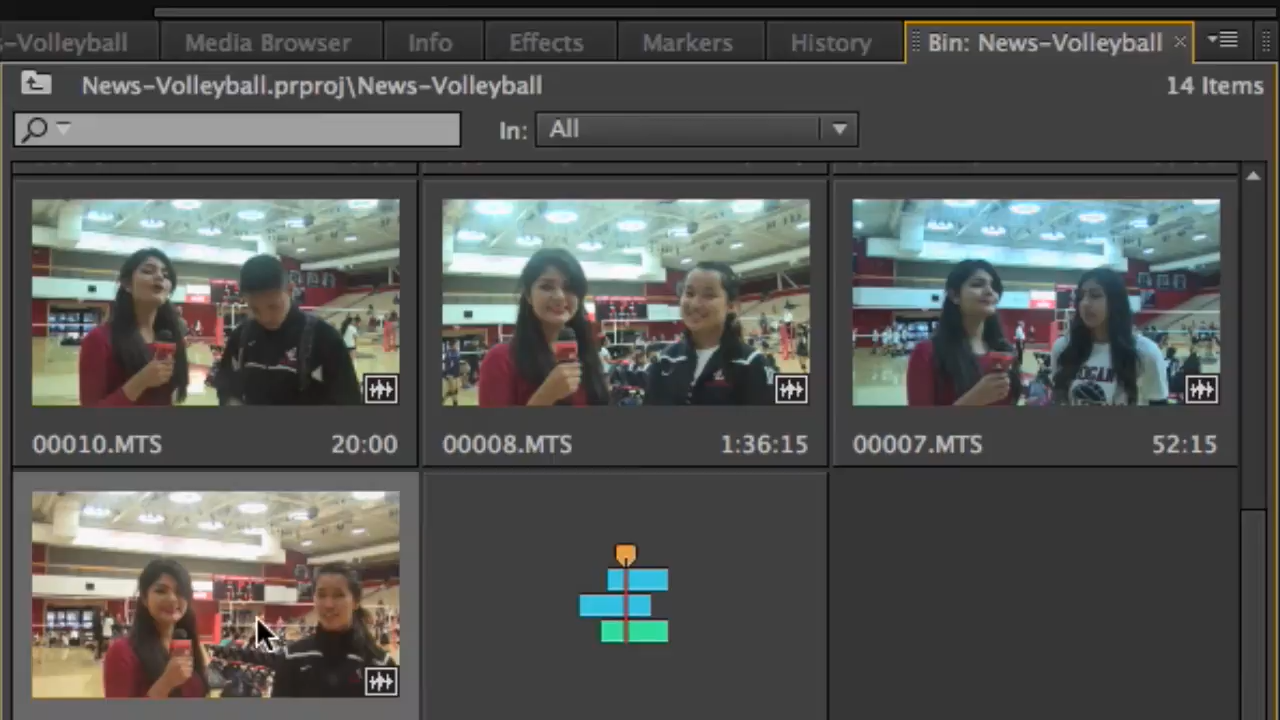 s-Volleyball Media Browser Info Effects Markers History Bin: News-Volleyball ×
News-Volleyball.prproj\News-Volleyball 14 Items
In: All
00010.MTS 20:00 00008.MTS 1:36:15 00007.MTS 52:15